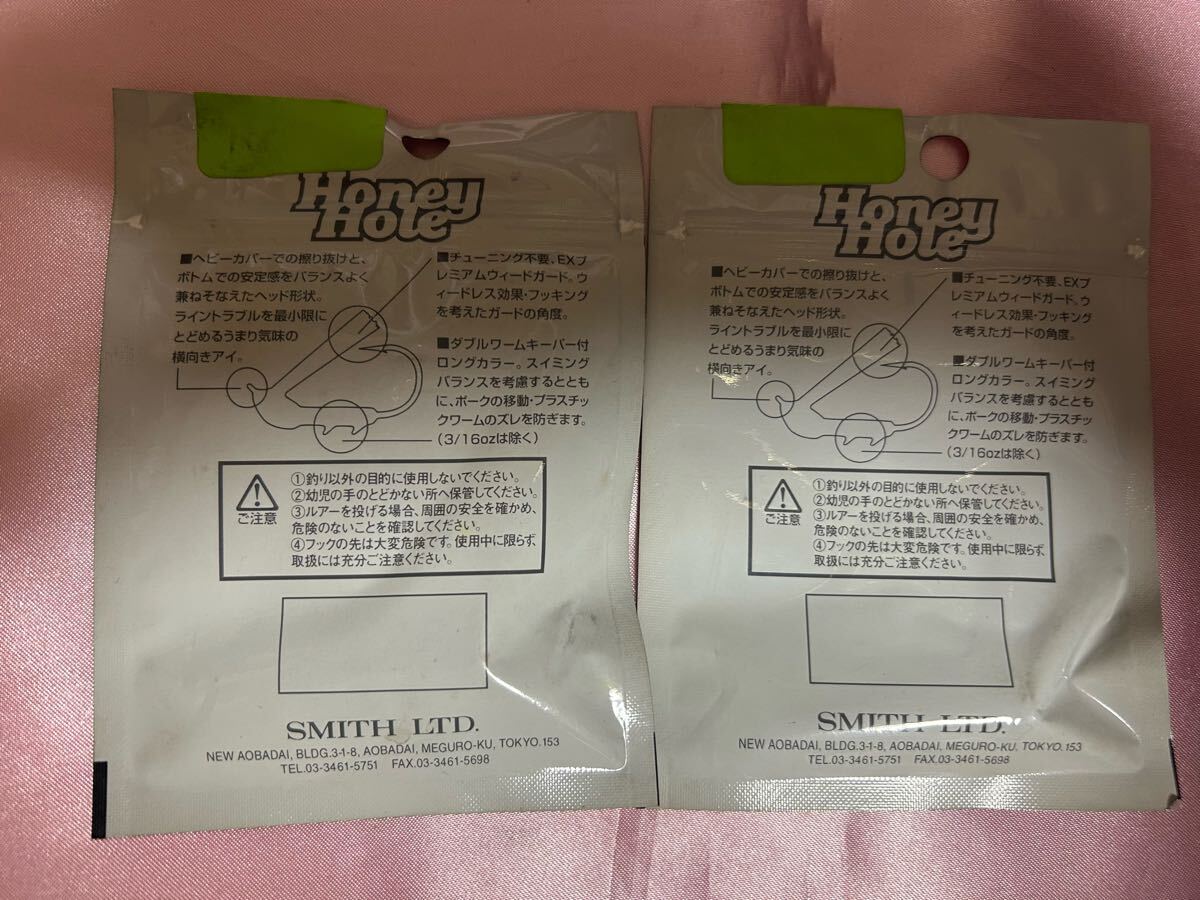 Honey
Hole
■ヘビーカバーでの擦り抜けと、
ボトムでの安定感をバランスよく
兼ねそなえたヘッド形状。
ライントラブルを最小限に
とどめるうまり気味の
横向きアイ。
■チューニング不要、EXプ
レミアムウィードガード。ウ
ィードレス効果・フッキング
を考えたガードの角度。
■ダブルワームキーパー付
ロングカラー。スイミング
バランスを考慮するととも
に、ポークの移動・プラスチッ
クワームのズレを防ぎます。
(3/16ozは除く)
ご注意
①釣り以外の目的に使用しないでください。
②幼児の手のとどかない所へ保管してください。
③ルアーを投げる場合、周囲の安全を確かめ、
危険のないことを確認してください。
④フックの先は大変危険です。使用中に限らず、
取扱には充分ご注意ください。
SMITH LTD.
NEW AOBADAI, BLDG.3-1-8, AOBADAI, MEGURO-KU, TOKYO.153
TEL.03-3461-5751 FAX.03-3461-5698
Honey
Hole
■ヘビーカバーでの擦り抜けと、
ボトムでの安定感をバランスよく
兼ねそなえたヘッド形状。
ライントラブルを最小限に
とどめるうまり気味の
横向きアイ。
■チューニング不要、EXプ
レミアムウィードガード。ウ
ィードレス効果・フッキング
を考えたガードの角度。
■ダブルワームキーパー付
ロングカラー。スイミング
バランスを考慮するととも
に、ポークの移動・プラスチッ
クワームのズレを防ぎます。
(3/16ozは除く)
ご注意
①釣り以外の目的に使用しないでください。
②幼児の手のとどかない所へ保管してください。
③ルアーを投げる場合、周囲の安全を確かめ、
危険のないことを確認してください。
④フックの先は大変危険です。使用中に限らず、
取扱には充分ご注意ください。
SMITH LTD.
NEW AOBADAI, BLDG.3-1-8, AOBADAI, MEGURO-KU, TOKYO.153
TEL.03-3461-5751 FAX.03-3461-5698